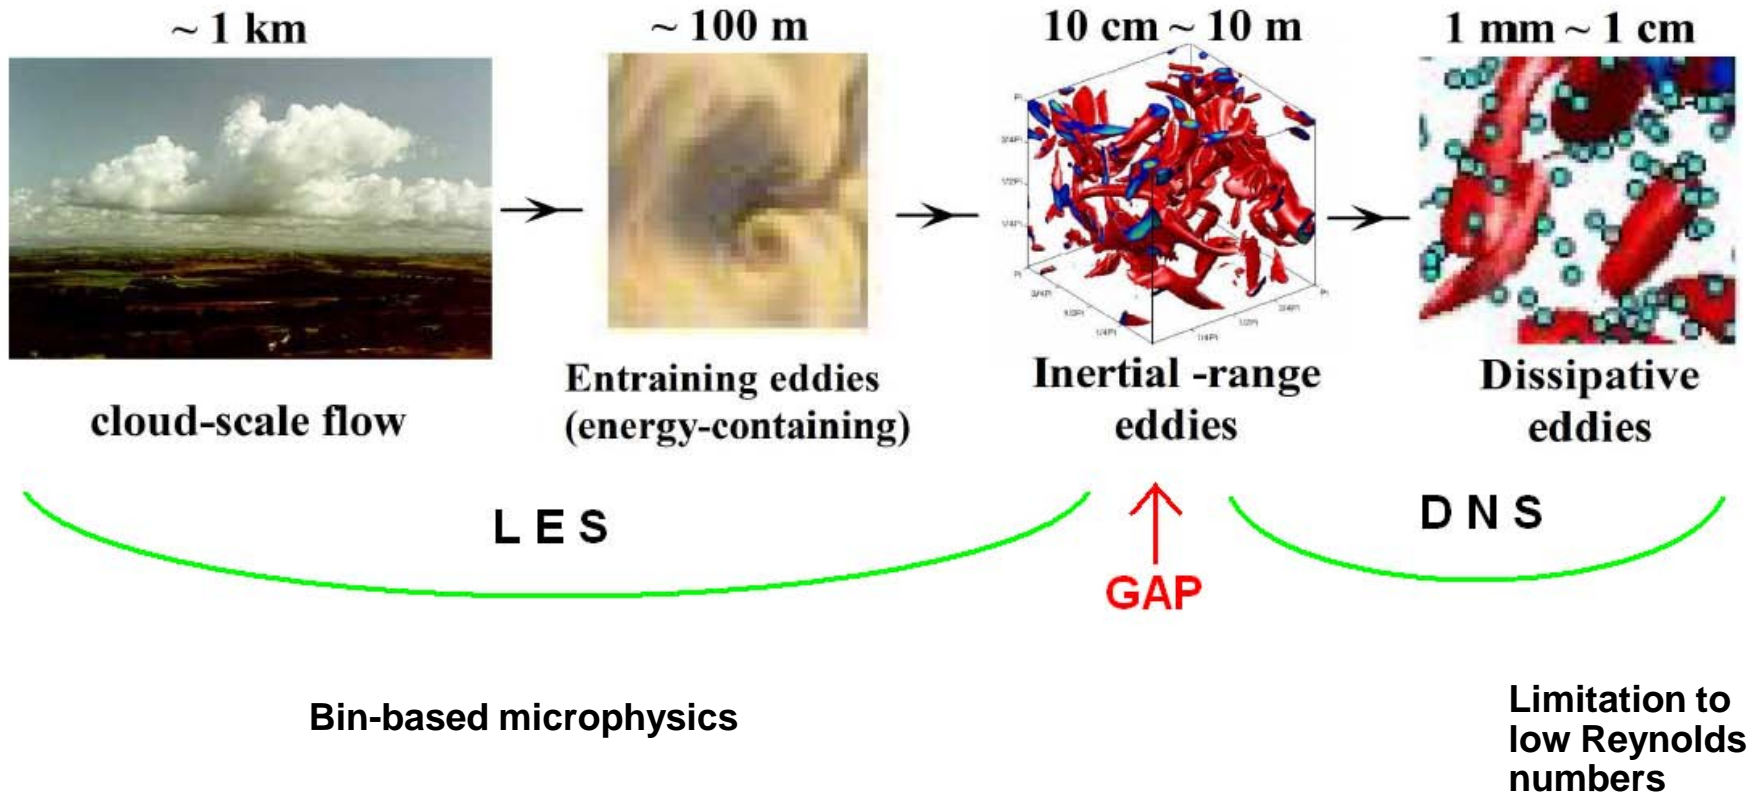 ~ 1 km
~ 100 m
10 cm ~ 10 m
1 mm ~ 1 cm
cloud-scale flow
Entraining eddies
(energy-containing)
Inertial -range
eddies
Dissipative
eddies
L E S
GAP
D N S
Bin-based microphysics
Limitation to
low Reynolds
numbers